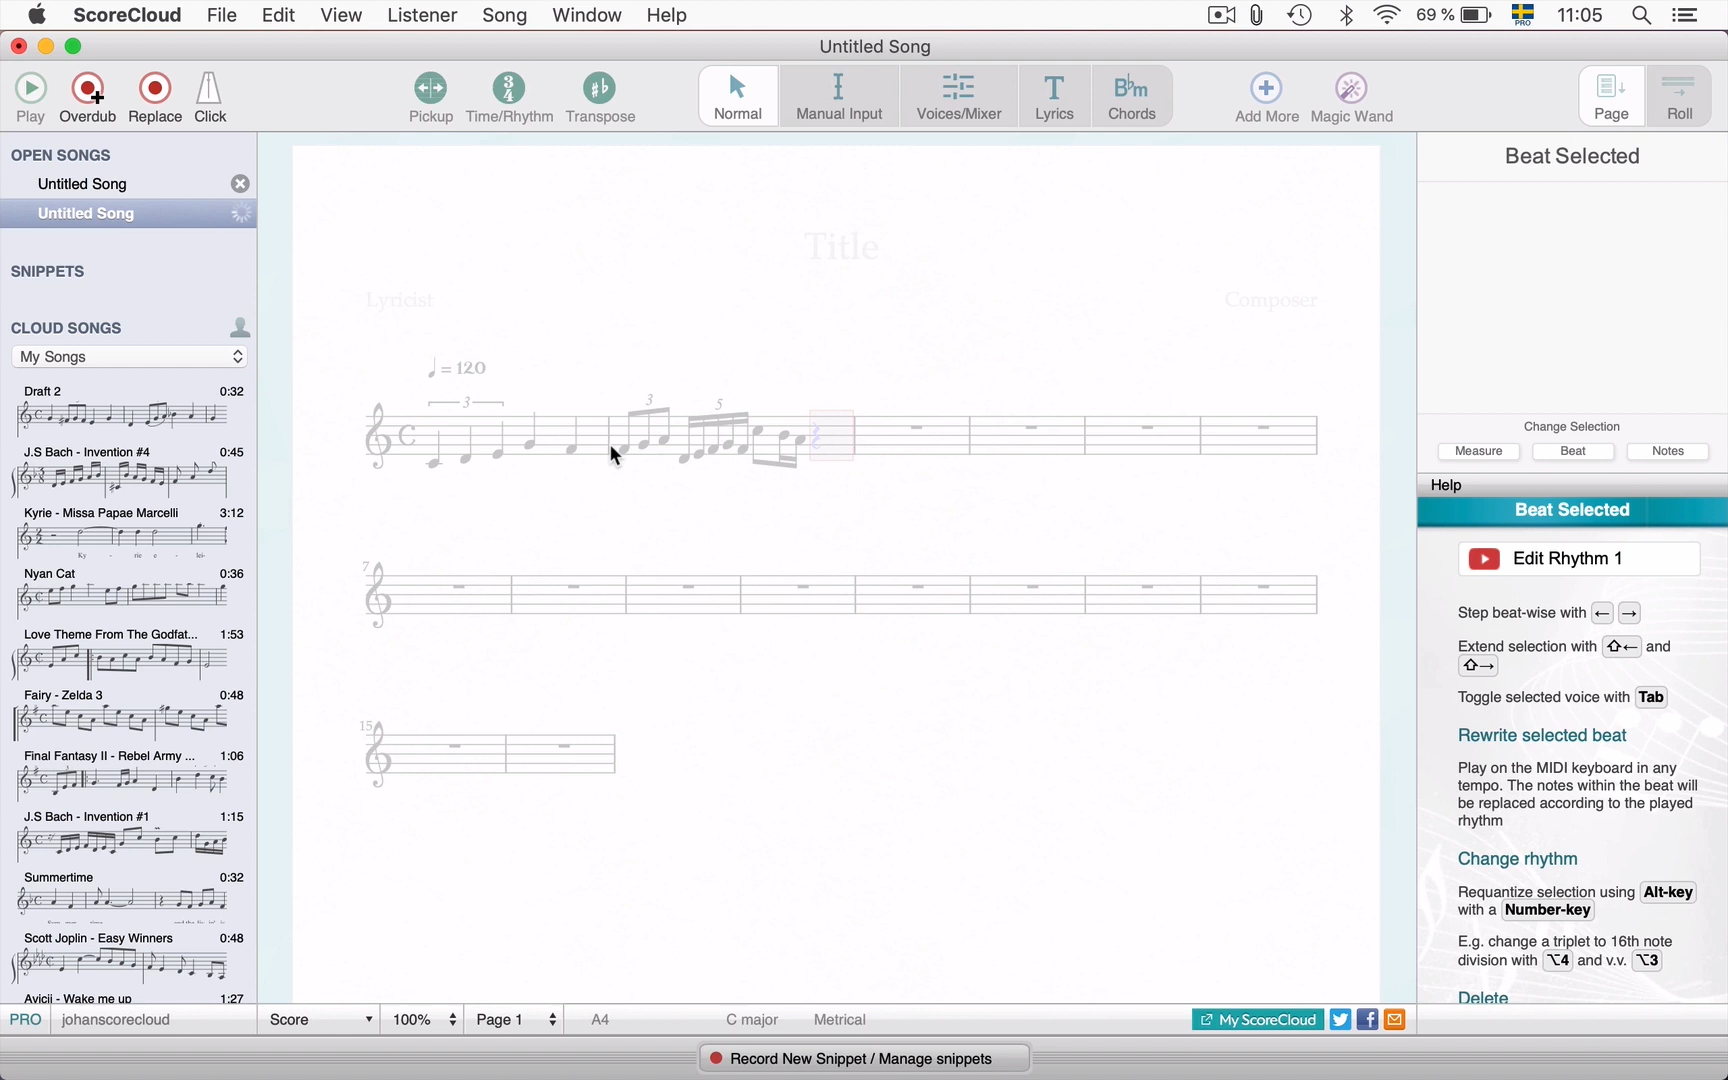 ScoreCloud File Edit View Listener Song Window Help 69 % PRO 11:05
Untitled Song
Play Overdub Replace Click Pickup Time/Rhythm Transpose Normal Manual Input Voices/Mixer Lyrics Chords Add More Magic Wand Page Roll
OPEN SONGS
Untitled Song
Untitled Song
SNIPPETS
CLOUD SONGS
My Songs
Draft 2 0:32
J.S Bach - Invention #4 0:45
Kyrie - Missa Papae Marcelli 3:12
Ky - rie e - lei-
Nyan Cat 0:36
Love Theme From The Godfat... 1:53
Fairy - Zelda 3 0:48
Final Fantasy II - Rebel Army ... 1:06
J.S Bach - Invention #1 1:15
Summertime 0:32
Scott Joplin - Easy Winners 0:48
Avicii - Wake me up 1:27
Title
Lyricist Composer
= 120
3 3 5
7
15
Beat Selected
Change Selection
Measure Beat Notes
Help
Beat Selected
Edit Rhythm 1
Step beat-wise with ← →
Extend selection with ⇧← and
⇧→
Toggle selected voice with Tab
Rewrite selected beat
Play on the MIDI keyboard in any
tempo. The notes within the beat will
be replaced according to the played
rhythm
Change rhythm
Requantize selection using Alt-key
with a Number-key
E.g. change a triplet to 16th note
division with ⌥4 and v.v. ⌥3
Delete
PRO johanscorecloud Score 100% Page 1 A4 C major Metrical My ScoreCloud
Record New Snippet / Manage snippets